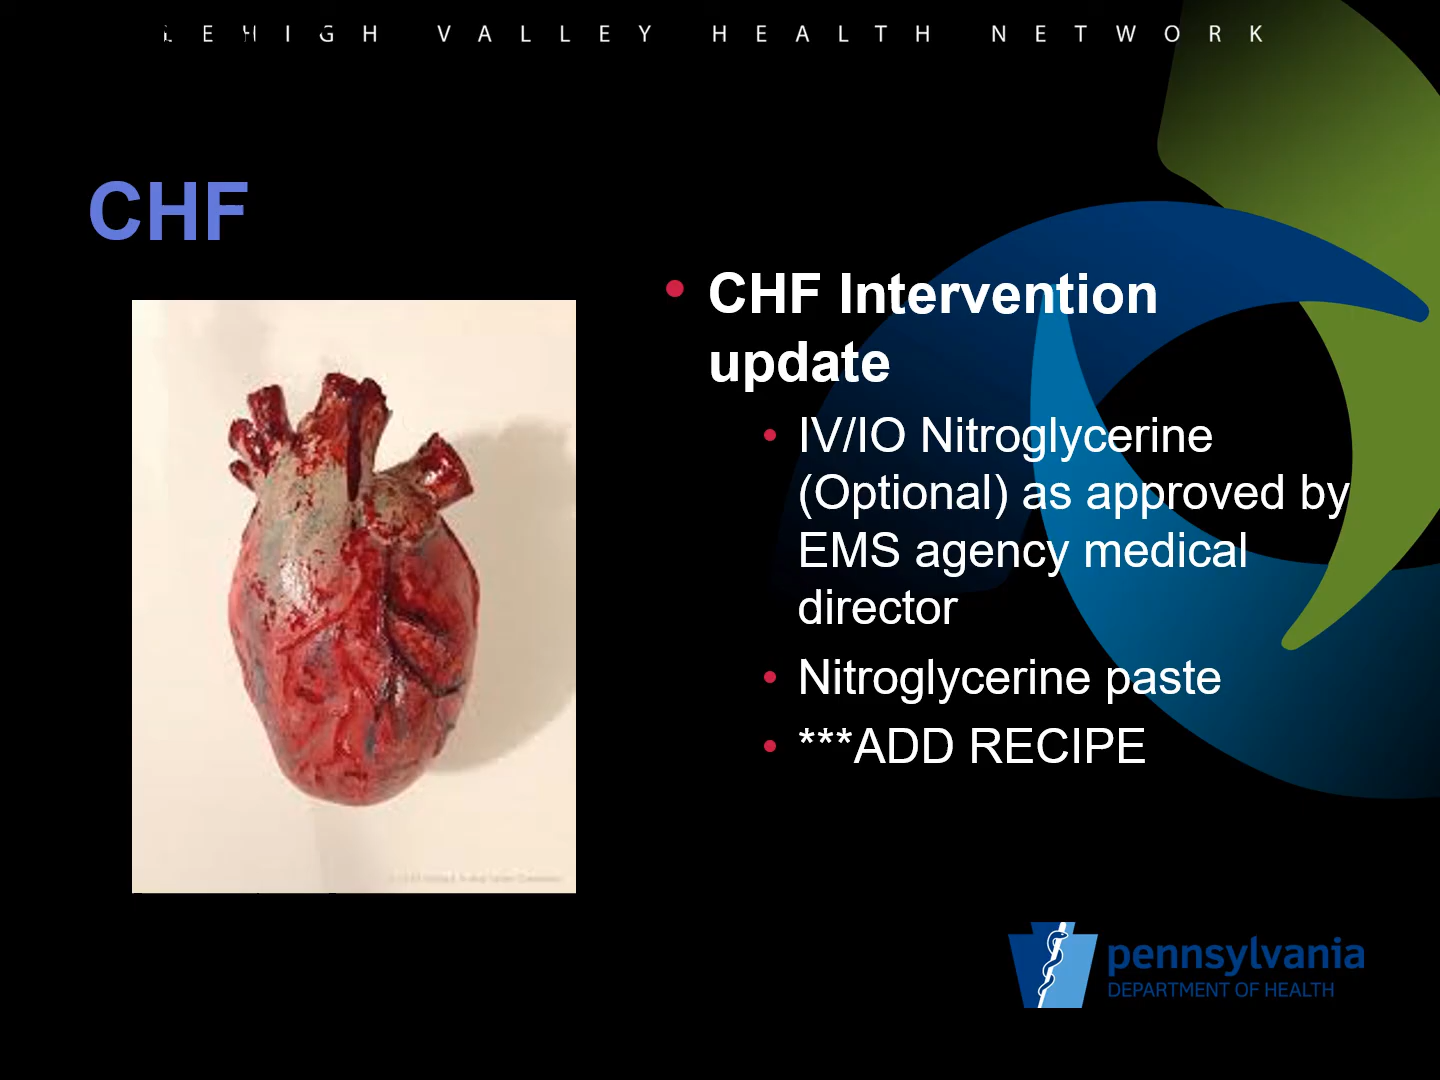 LEHIGH VALLEY HEALTH NETWORK
CHF
• CHF Intervention
update
• IV/IO Nitroglycerine
(Optional) as approved by
EMS agency medical
director
• Nitroglycerine paste
• ***ADD RECIPE
pennsylvania
DEPARTMENT OF HEALTH